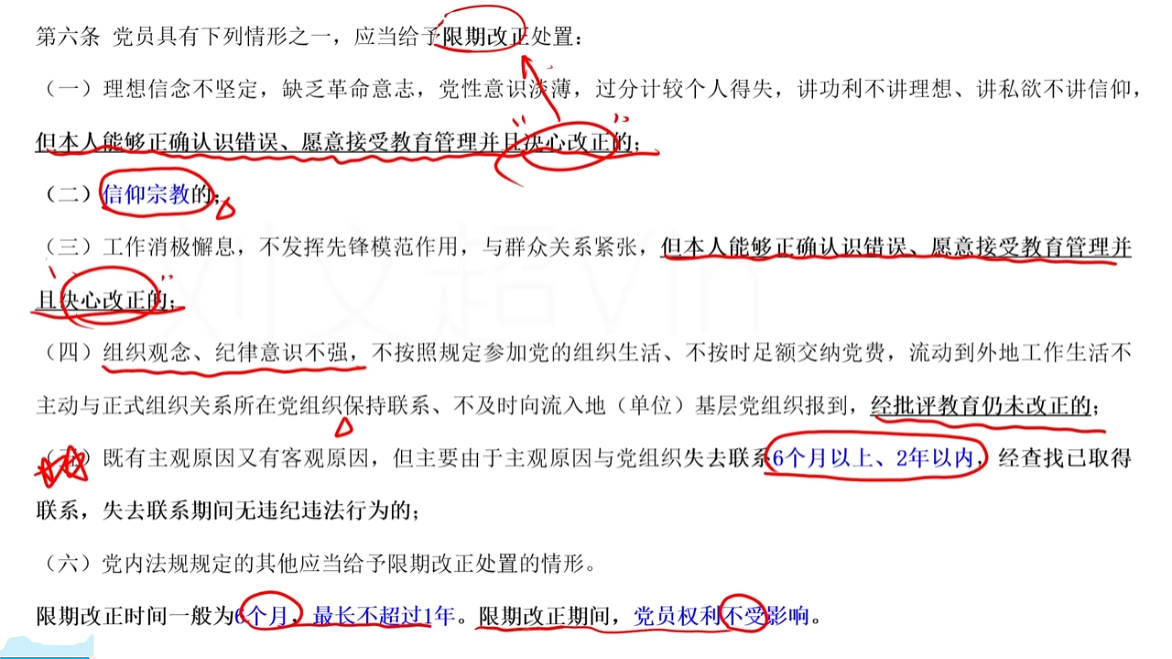 第六条 党员具有下列情形之一，应当给予限期改正处置：
（一）理想信念不坚定，缺乏革命意志，党性意识淡薄，过分计较个人得失，讲功利不讲理想、讲私欲不讲信仰，
但本人能够正确认识错误、愿意接受教育管理并且决心改正的；
（二）信仰宗教的；
（三）工作消极懈怠，不发挥先锋模范作用，与群众关系紧张，但本人能够正确认识错误、愿意接受教育管理并
且决心改正的；
（四）组织观念、纪律意识不强，不按照规定参加党的组织生活、不按时足额交纳党费，流动到外地工作生活不
主动与正式组织关系所在党组织保持联系、不及时向流入地（单位）基层党组织报到，经批评教育仍未改正的；
（五）既有主观原因又有客观原因，但主要由于主观原因与党组织失去联系6个月以上、2年以内，经查找已取得
联系，失去联系期间无违纪违法行为的；
（六）党内法规规定的其他应当给予限期改正处置的情形。
限期改正时间一般为6个月，最长不超过1年。限期改正期间，党员权利不受影响。
刘文超Vin